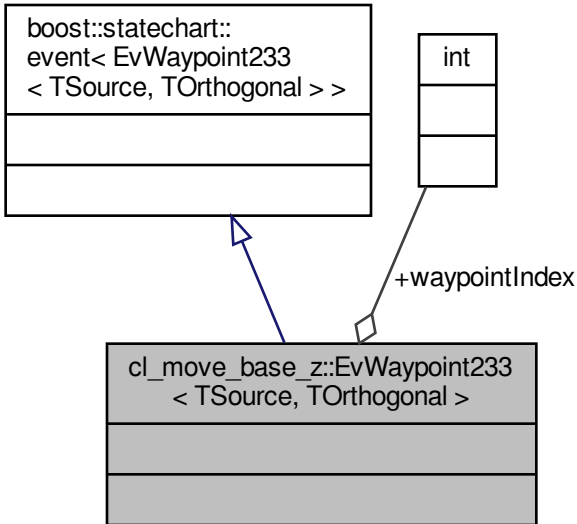 boost::statechart::
event< EvWaypoint233
< TSource, TOrthogonal > >
int
+waypointIndex
cl_move_base_z::EvWaypoint233
< TSource, TOrthogonal >